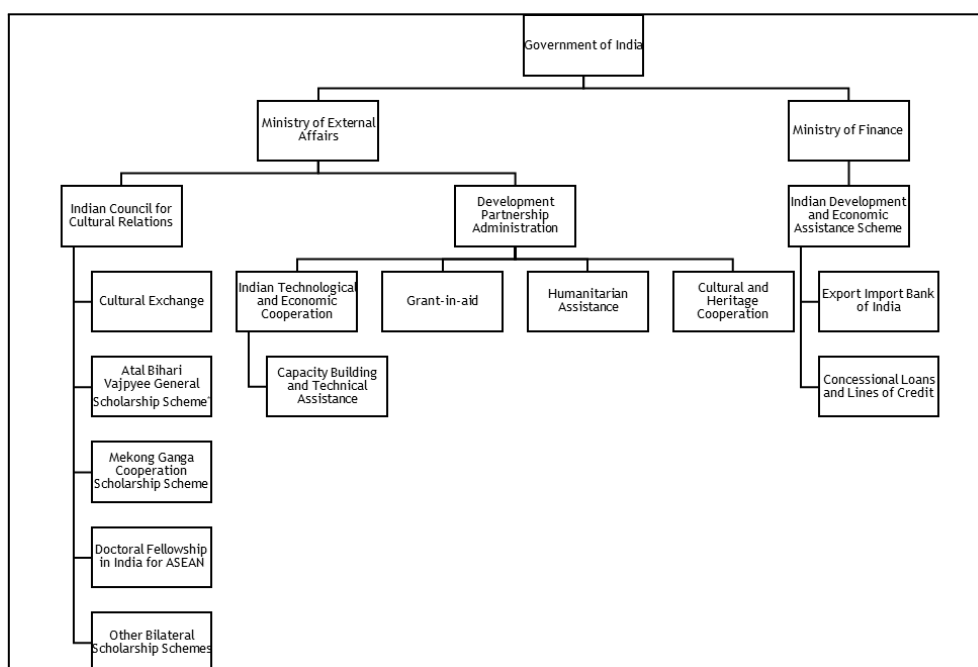 Government of India
Ministry of External
Affairs
Ministry of Finance
Indian Council for
Cultural Relations
Development
Partnership
Administration
Indian Development
and Economic
Assistance Scheme
Cultural Exchange
Indian Technological
and Economic
Cooperation
Grant-in-aid
Humanitarian
Assistance
Cultural and
Heritage
Cooperation
Export Import Bank
of India
Atal Bihari
Vajpyee General
Scholarship Scheme*
Capacity Building
and Technical
Assistance
Concessional Loans
and Lines of Credit
Mekong Ganga
Cooperation
Scholarship Scheme
Doctoral Fellowship
in India for ASEAN
Other Bilateral
Scholarship Schemes